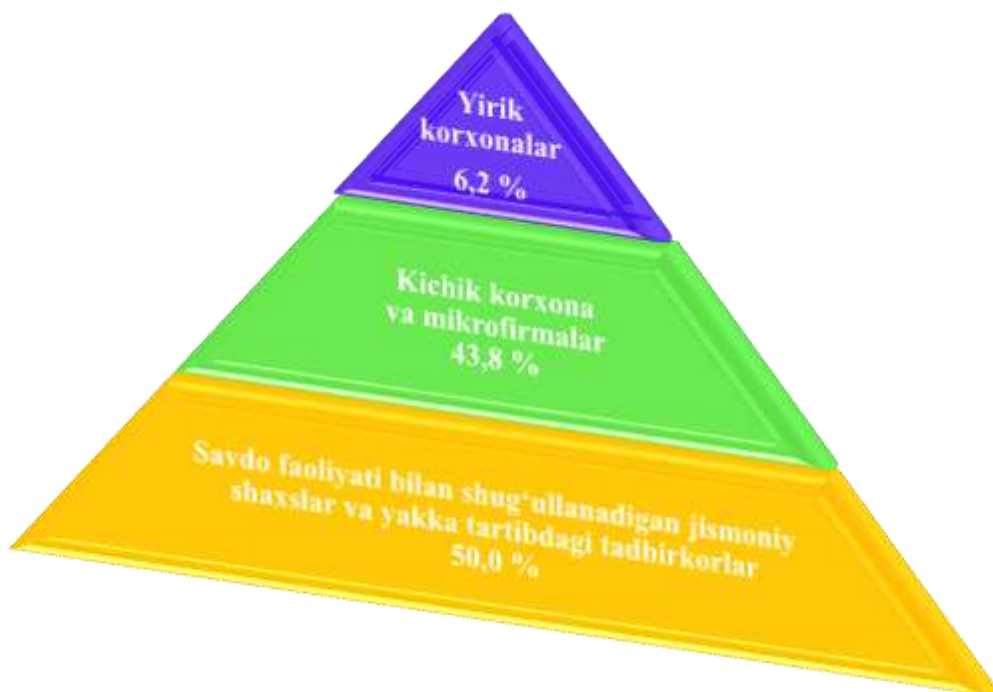 Yirik
korxonalar
6,2 %
Kichik korxona
va mikrofirmalar
43,8 %
Savdo faoliyati bilan shug‘ullanadigan jismoniy
shaxslar va yakka tartibdagi tadbirkorlar
50,0 %